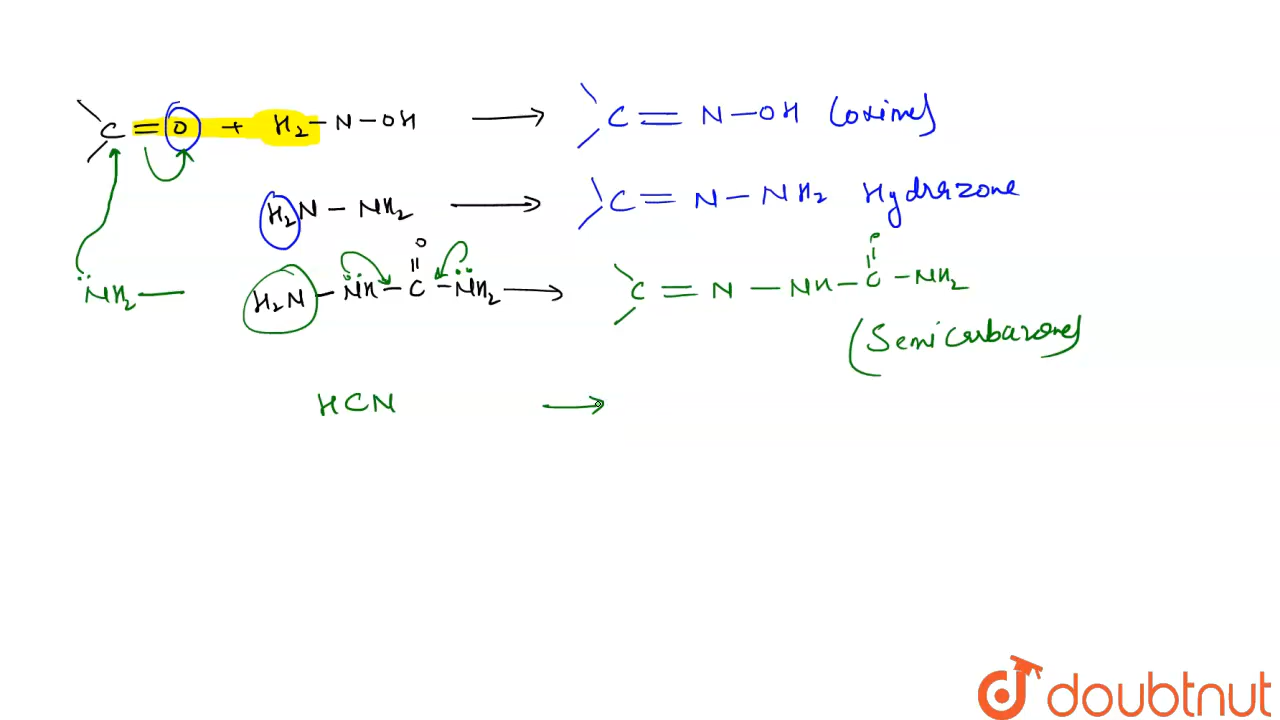 C = O + H2 - N - OH ⟶ C = N - OH (oxime)
H2N - NH2 ⟶ C = N - NH2 Hydrazone
O O
|| ||
NH2 - H2N - NH - C - NH2 ⟶ C = N - NH - C - NH2
(Semicarbazone)
HCN ⟶
doubtnut